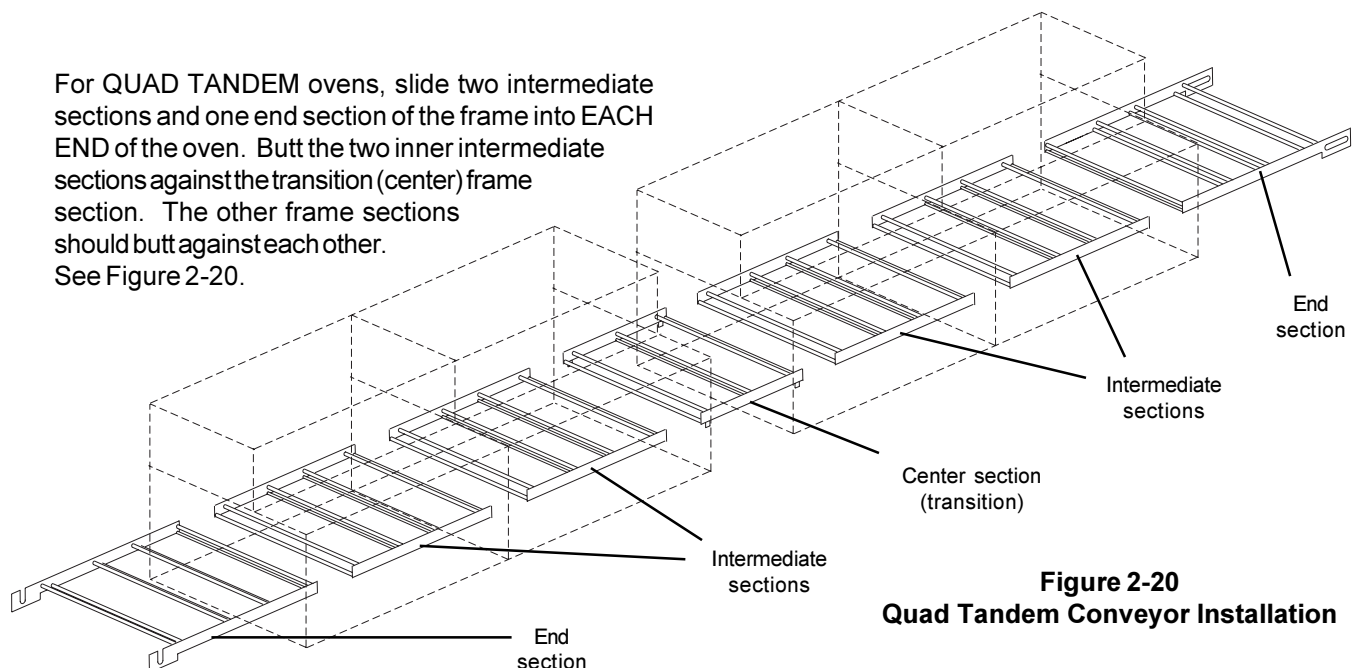 For QUAD TANDEM ovens, slide two intermediate
sections and one end section of the frame into EACH
END of the oven. Butt the two inner intermediate
sections against the transition (center) frame
section. The other frame sections
should butt against each other.
See Figure 2-20.
End
section
Intermediate
sections
Center section
(transition)
Intermediate
sections
End
section
Figure 2-20
Quad Tandem Conveyor Installation